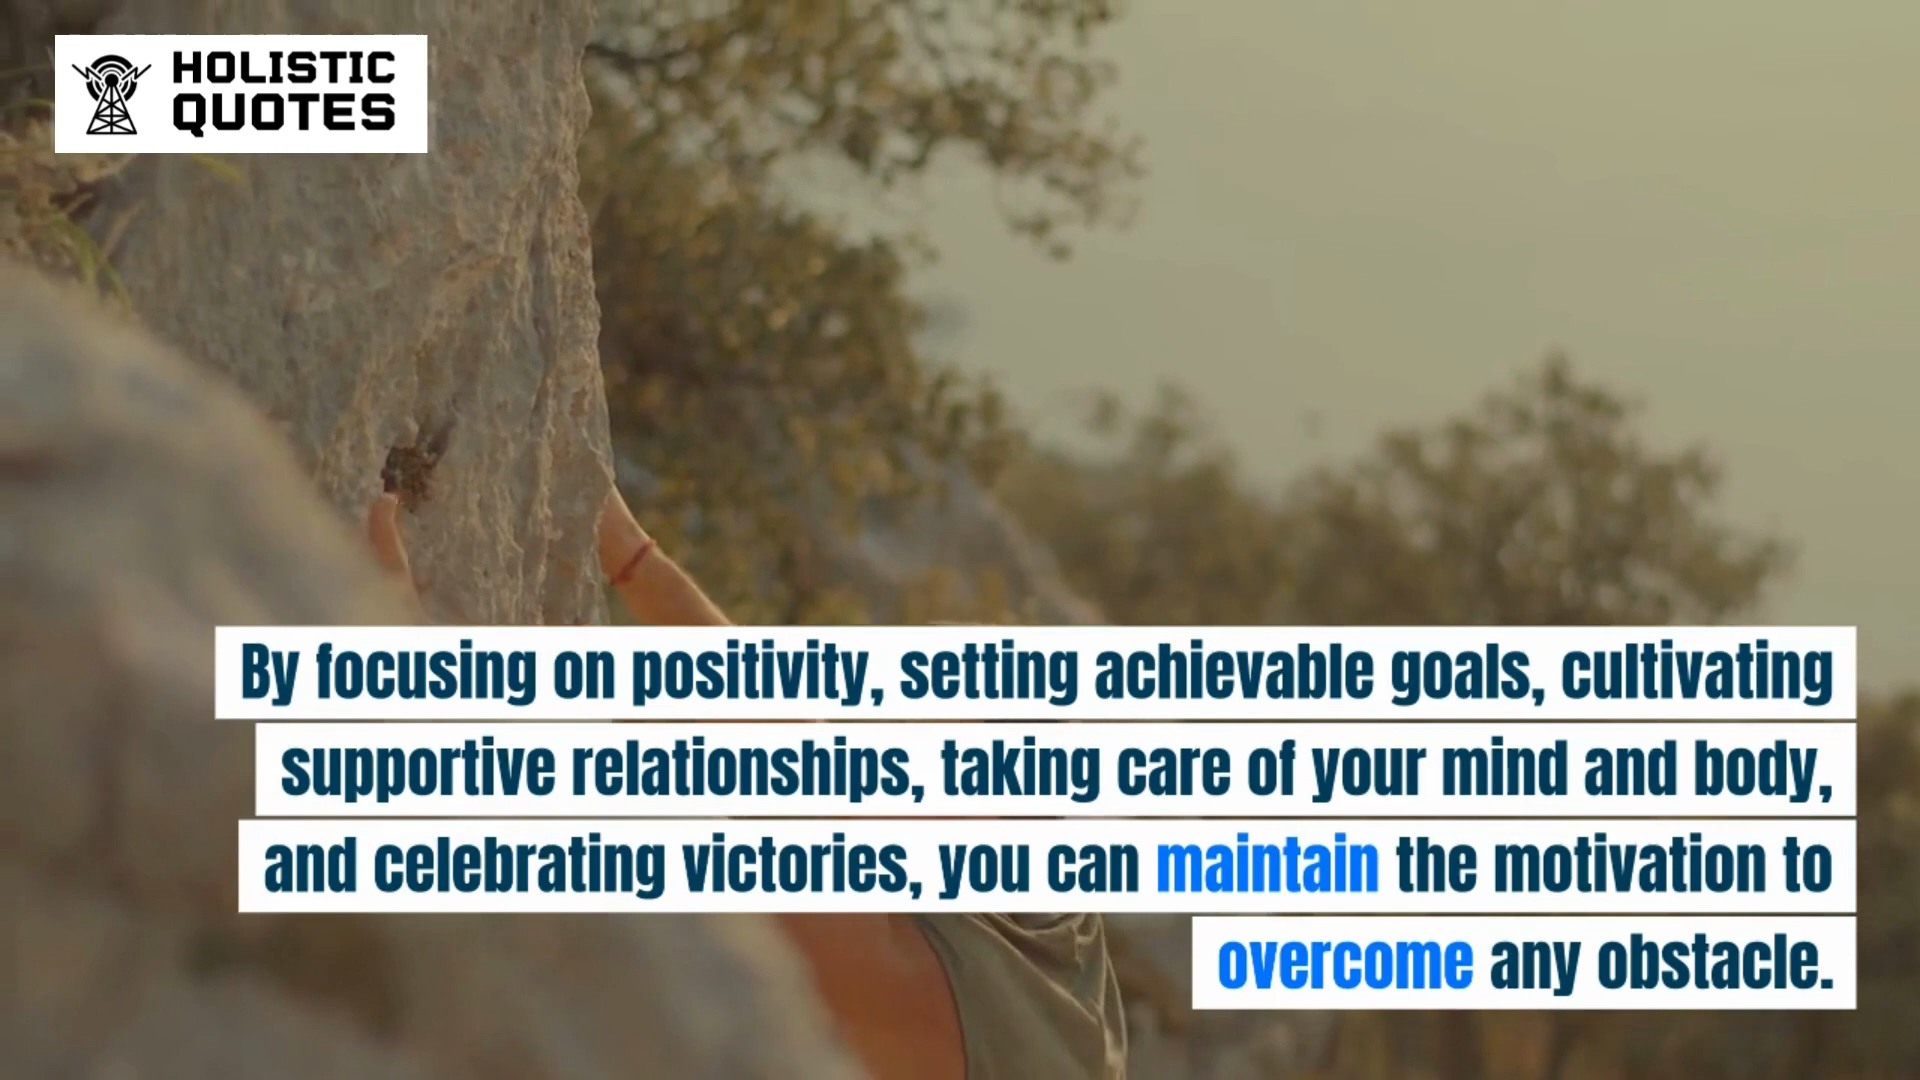 HOLISTIC
QUOTES
By focusing on positivity, setting achievable goals, cultivating
supportive relationships, taking care of your mind and body,
and celebrating victories, you can maintain the motivation to
overcome any obstacle.